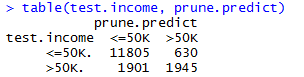 > table(test.income, prune.predict)
prune.predict
test.income <=50K >50K
<=50K. 11805 630
>50K. 1901 1945